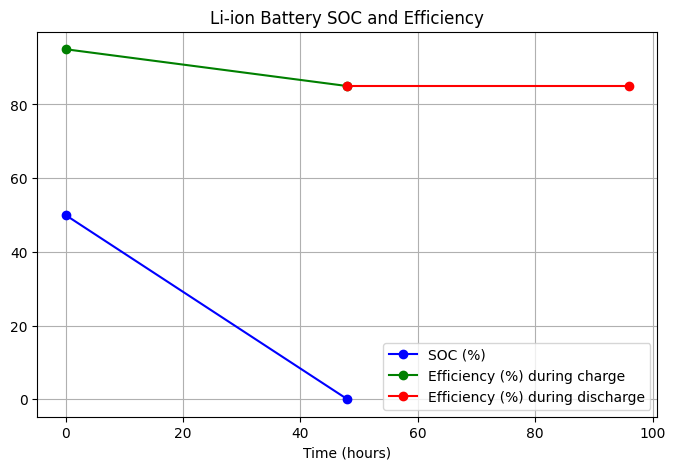 Li-ion Battery SOC and Efficiency
80
60
40
20
0
SOC (%)
Efficiency (%) during charge
Efficiency (%) during discharge
0 20 40 60 80 100
Time (hours)